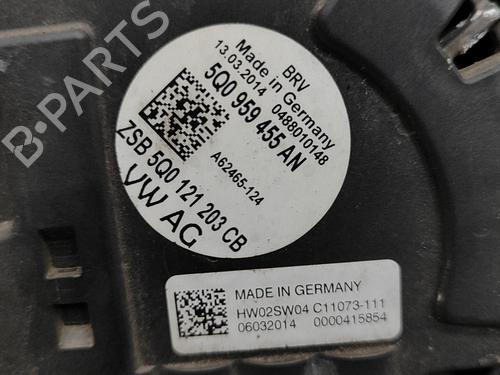 BRV
Made in Germany
13.03.2014 0488010148
5Q0 959 455 AN
A62465-124
ZSB 5Q0 121 203 CB
VW AG
MADE IN GERMANY
HW02SW04 C11073-111
06032014 0000415854